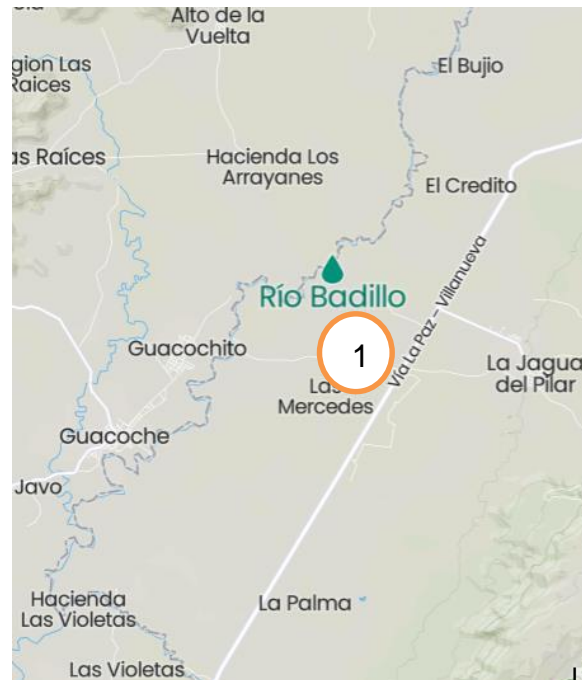 Alto de la
Vuelta
gion Las
Raices
El Bujio
as Raíces
Hacienda Los
Arrayanes
El Credito
Río Badillo
Vía La Paz - Villanueva
1
Guacochito
La Jagua
del Pilar
Las
Mercedes
Guacoche
Javo
Hacienda
Las Violetas
La Palma
Las Violetas